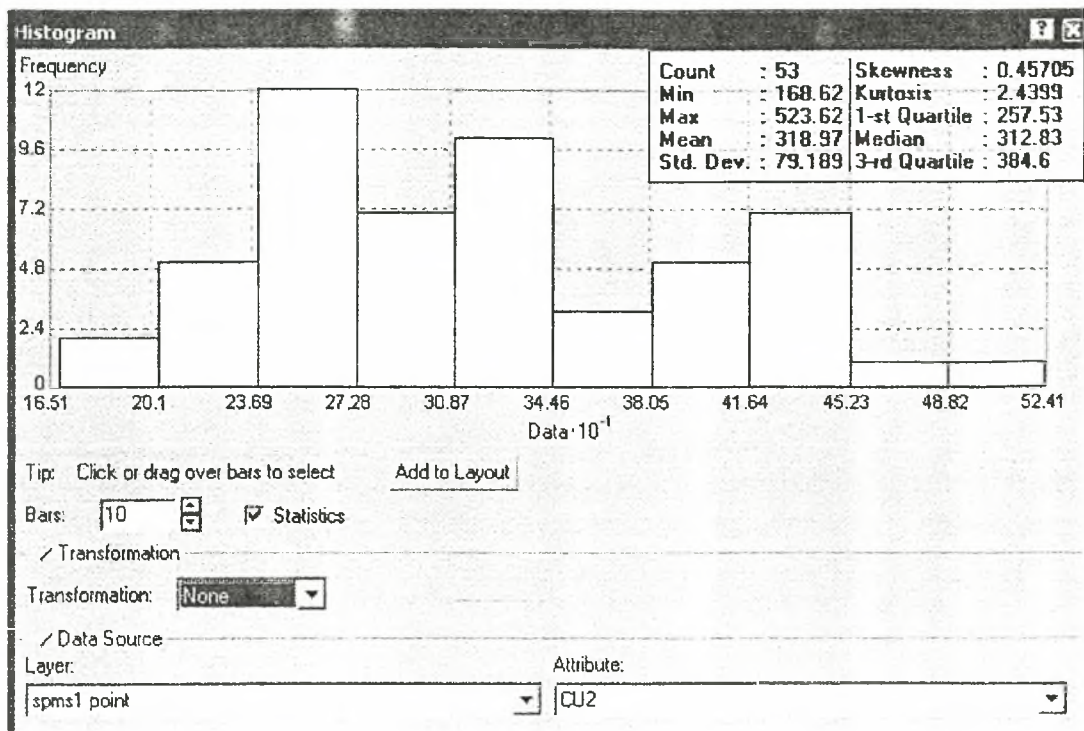 Histogram
Frequency
Count : 53 Skewness : 0.45705
Min : 168.62 Kurtosis : 2.4399
Max : 523.62 1-st Quartile : 257.53
Mean : 318.97 Median : 312.83
Std. Dev. : 79.189 3-rd Quartile : 384.6
12
9.6
7.2
4.8
2.4
0
16.51 20.1 23.69 27.28 30.87 34.46 38.05 41.64 45.23 48.82 52.41
Data·10⁻¹
Tip: Click or drag over bars to select Add to Layout
Bars: 10 Statistics
Transformation
Transformation: None
Data Source
Layer: Attribute:
spms1 point CU2